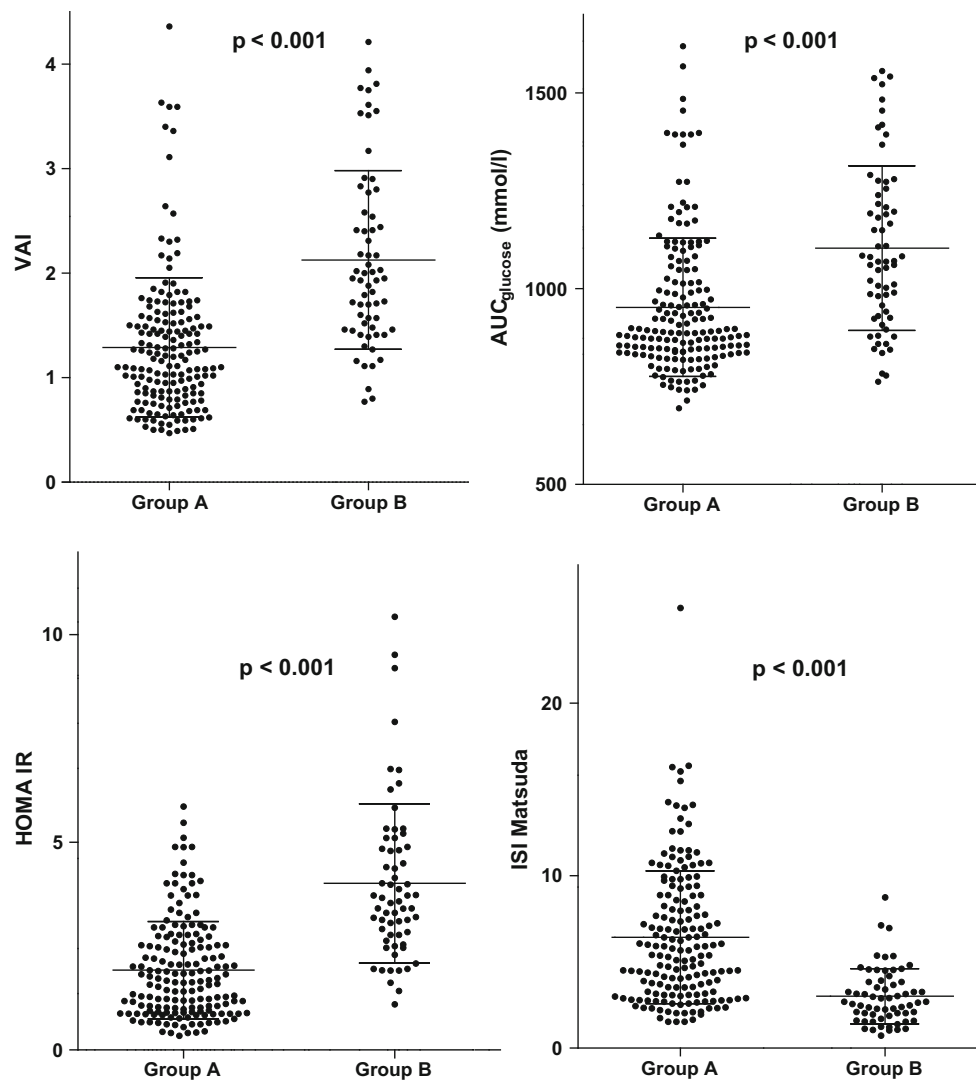 p < 0.001
VAI
4
3
2
1
0
Group A Group B
p < 0.001
AUCglucose (mmol/l)
1500
1000
500
Group A Group B
p < 0.001
HOMA IR
10
5
0
Group A Group B
p < 0.001
ISI Matsuda
20
10
0
Group A Group B